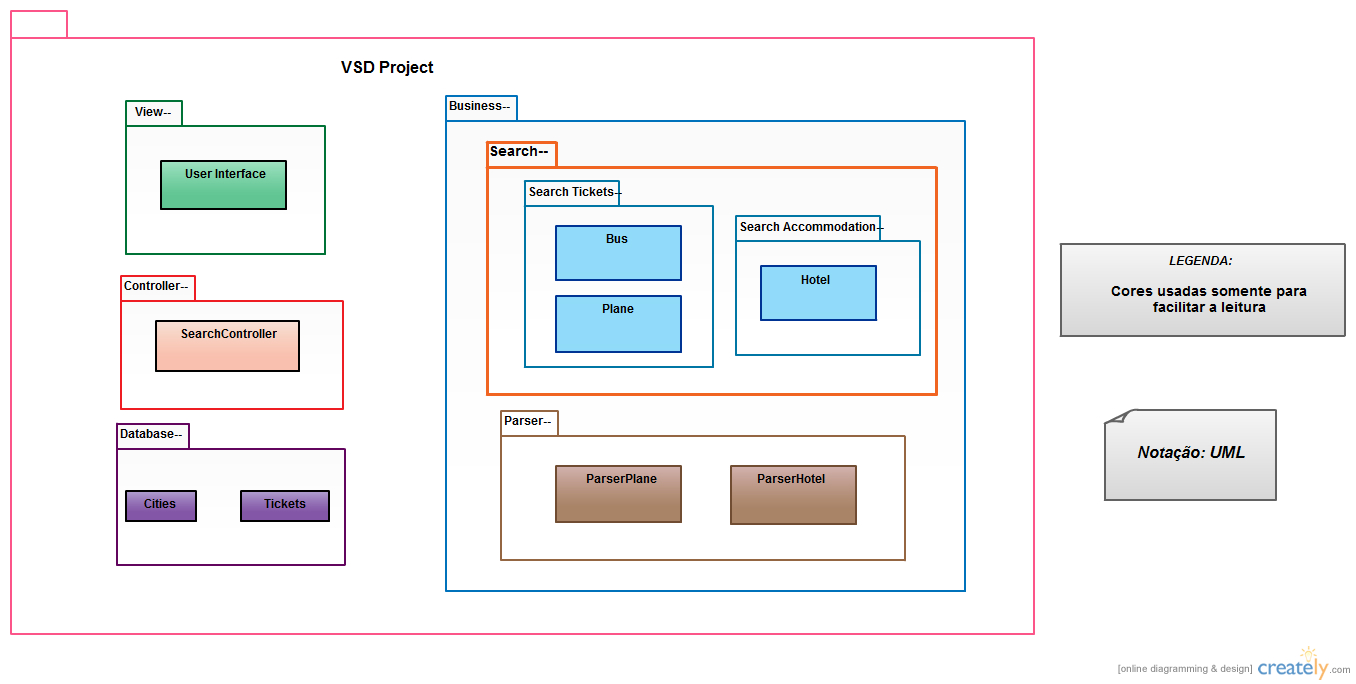 VSD Project
View--
User Interface
Controller--
SearchController
Database--
Cities
Tickets
Business--
Search--
Search Tickets--
Bus
Plane
Search Accommodation--
Hotel
Parser--
ParserPlane
ParserHotel
LEGENDA:
Cores usadas somente para
facilitar a leitura
Notação: UML
[online diagramming & design] creately.com